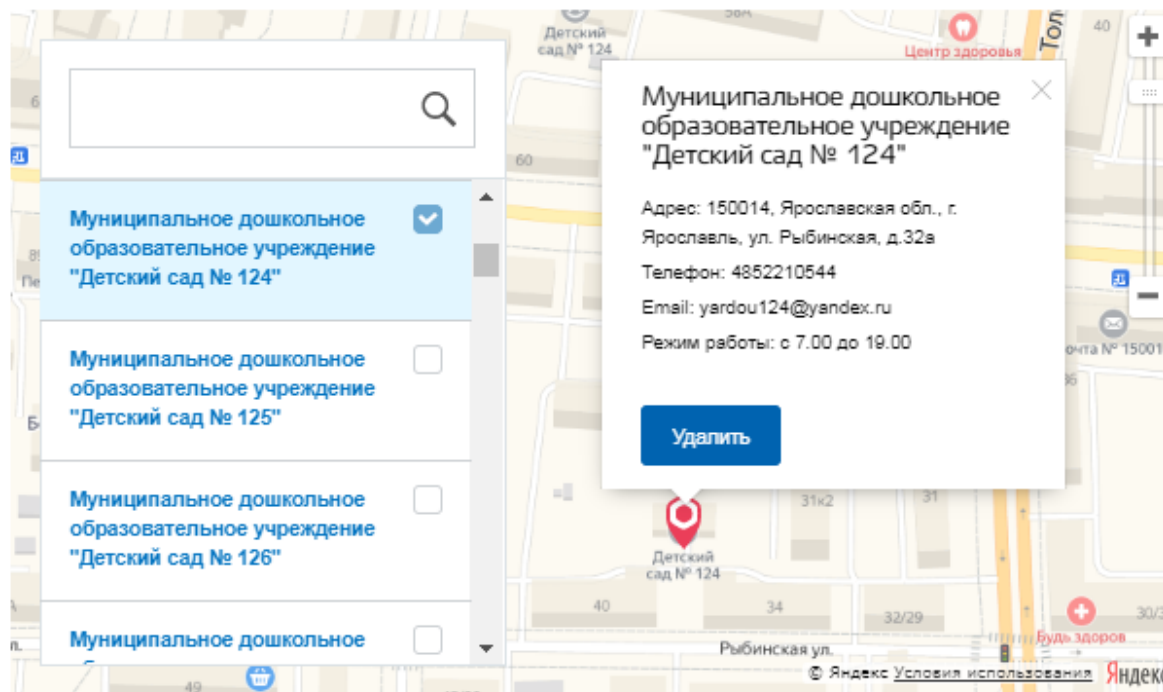 Детский
сад № 124
58А
Центр здоровья
40
60
Муниципальное дошкольное
образовательное учреждение
"Детский сад № 124"
Муниципальное дошкольное
образовательное учреждение
"Детский сад № 125"
Муниципальное дошкольное
образовательное учреждение
"Детский сад № 126"
Муниципальное дошкольное
Муниципальное дошкольное
образовательное учреждение
"Детский сад № 124"
Адрес: 150014, Ярославская обл., г.
Ярославль, ул. Рыбинская, д.32а
Телефон: 4852210544
Email: yardou124@yandex.ru
Режим работы: с 7.00 до 19.00
Удалить
31к2
31
Детский
сад № 124
40
34
32/29
Будь здоров
Рыбинская ул.
49
© Яндекс Условия использования